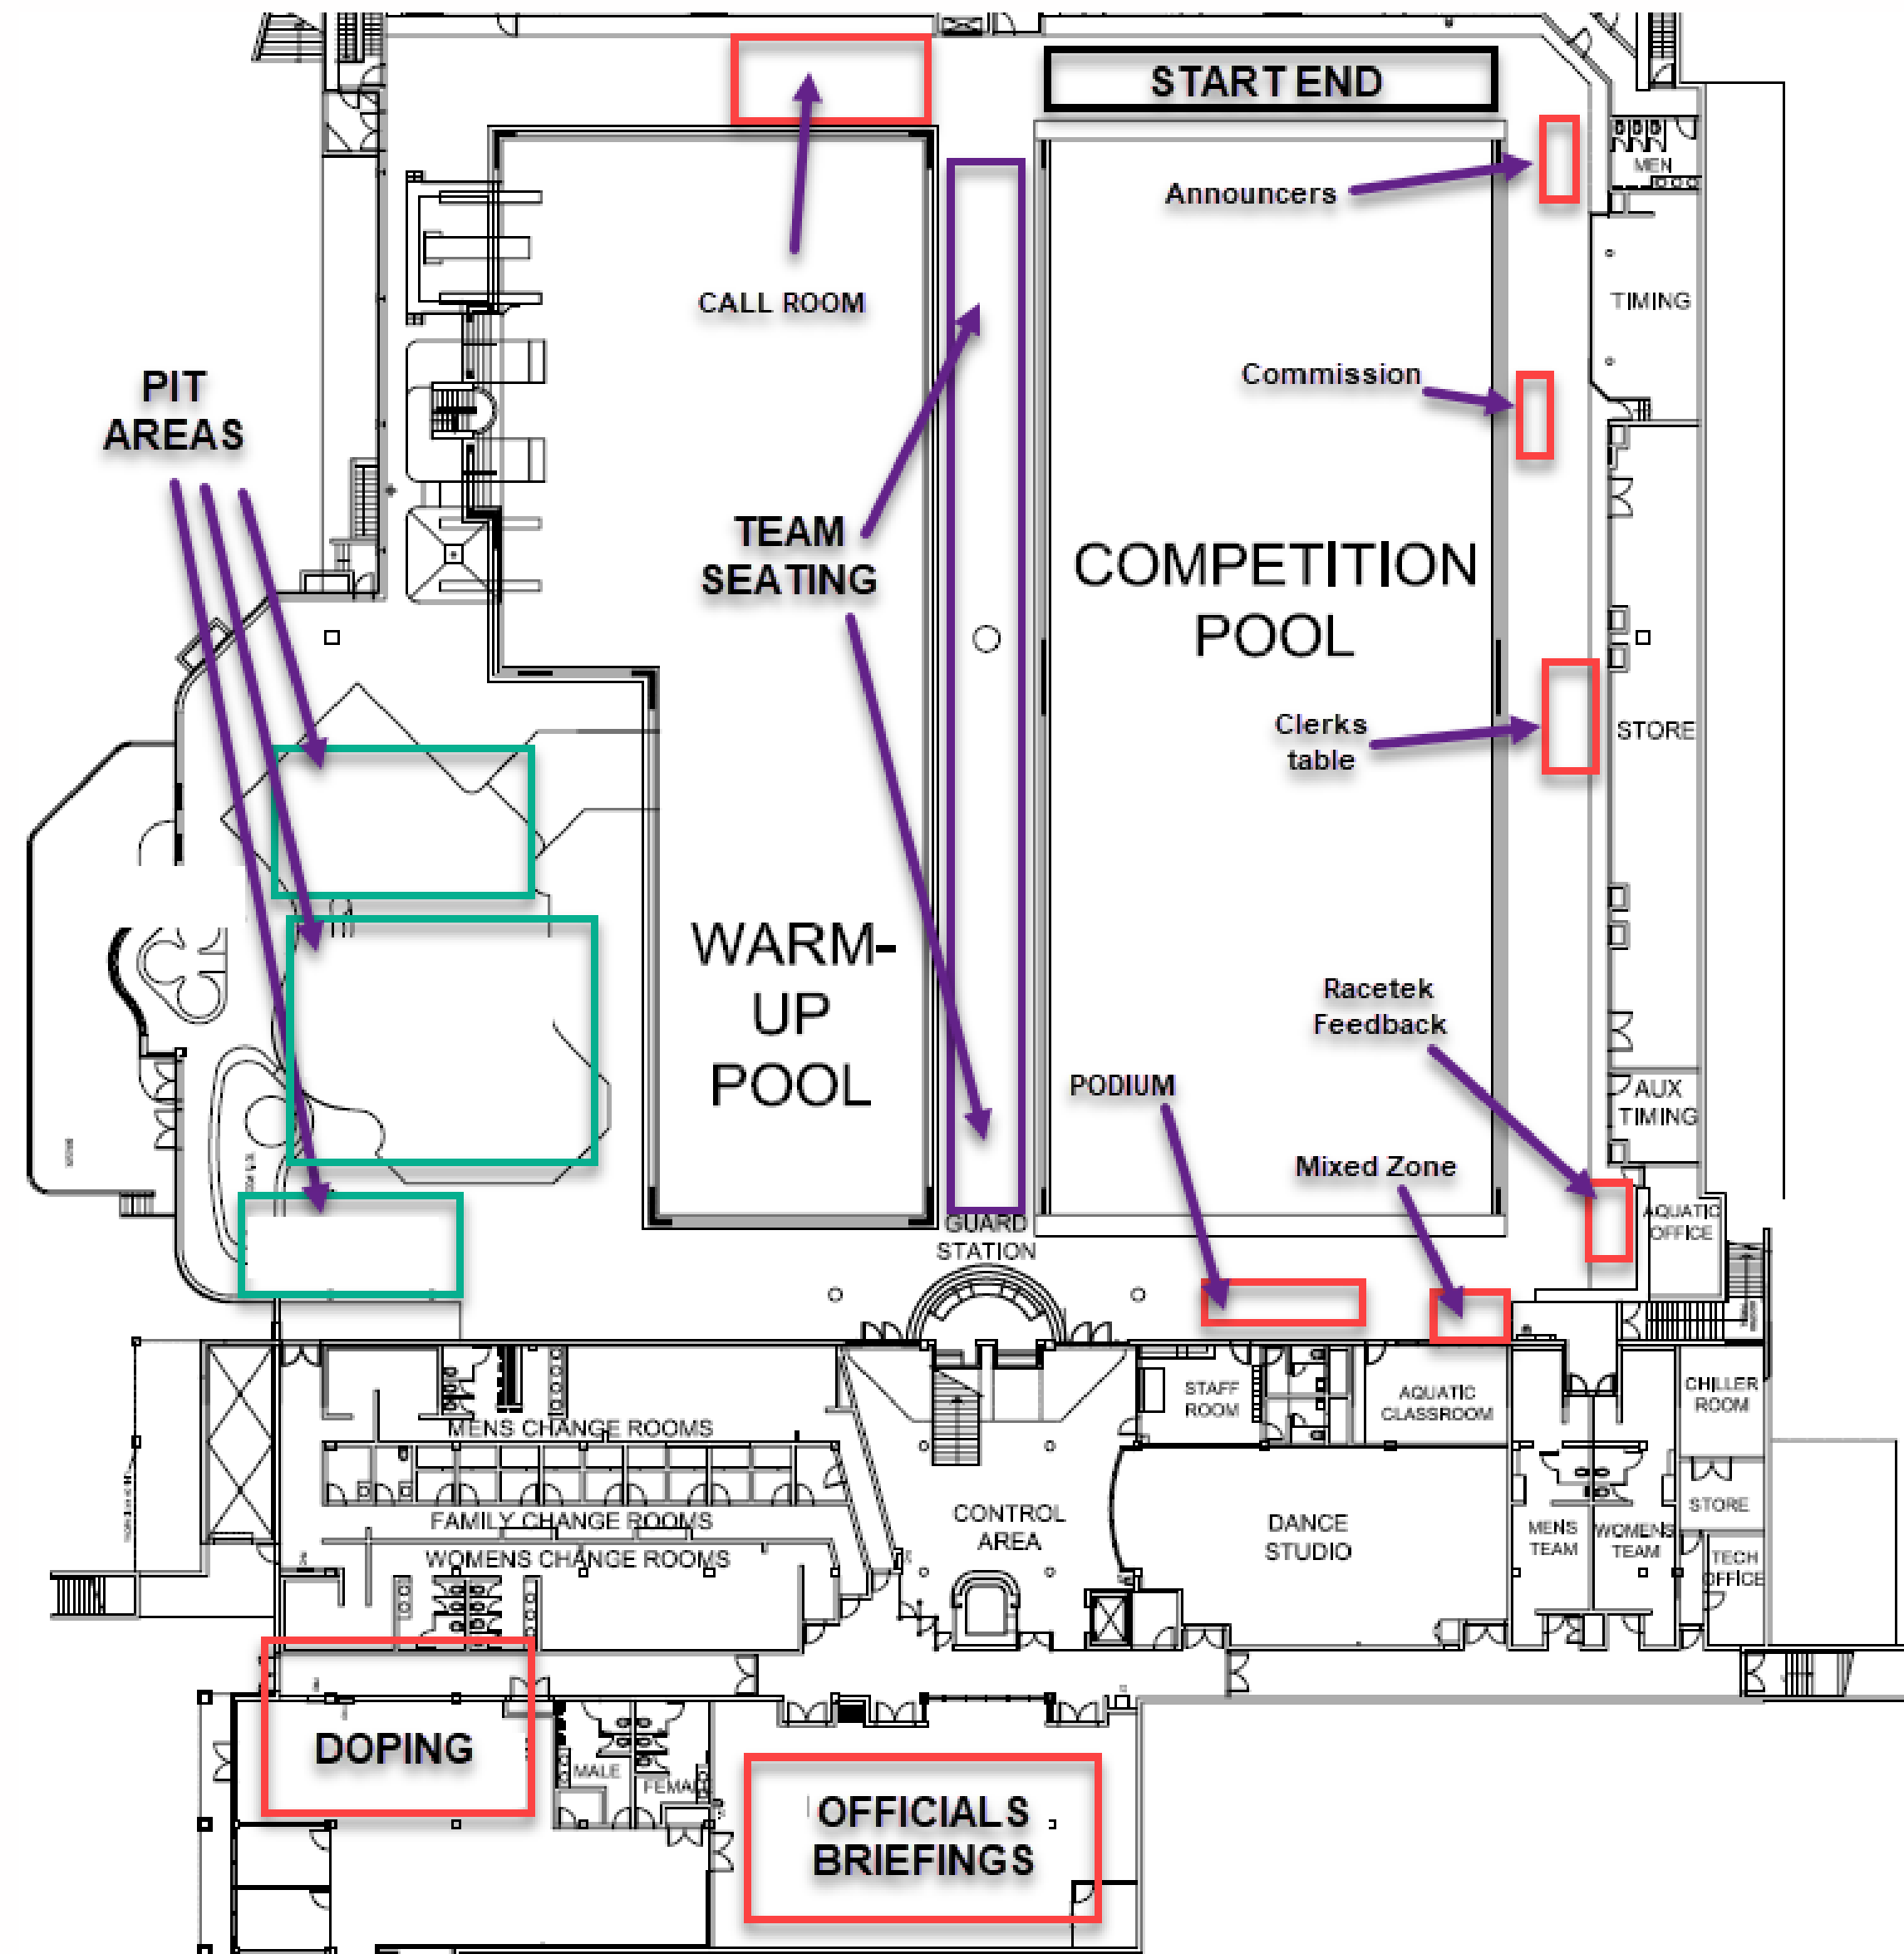 START END
MEN
Announcers
CALL ROOM
TIMING
PIT
AREAS
Commission
TEAM
SEATING
COMPETITION
POOL
Clerks
table
STORE
WARM-
UP
POOL
Racetek
Feedback
PODIUM
AUX
TIMING
Mixed Zone
GUARD
STATION
AQUATIC
OFFICE
STAFF
ROOM
AQUATIC
CLASSROOM
CHILLER
ROOM
MENS CHANGE ROOMS
FAMILY CHANGE ROOMS
WOMENS CHANGE ROOMS
CONTROL
AREA
DANCE
STUDIO
MENS
TEAM
WOMENS
TEAM
STORE
TECH
OFFICE
DOPING
MALE
FEMALE
OFFICIALS
BRIEFINGS